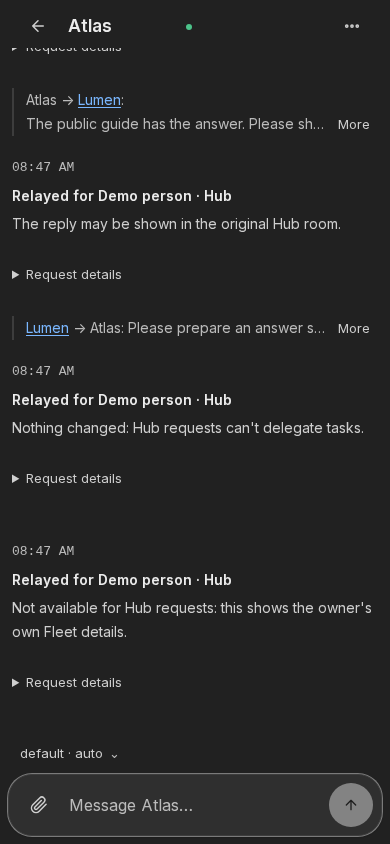 Atlas
Request details
Atlas → Lumen:
The public guide has the answer. Please sh... More
08:47 AM
Relayed for Demo person · Hub
The reply may be shown in the original Hub room.
Request details
Lumen → Atlas: Please prepare an answer s... More
08:47 AM
Relayed for Demo person · Hub
Nothing changed: Hub requests can't delegate tasks.
Request details
08:47 AM
Relayed for Demo person · Hub
Not available for Hub requests: this shows the owner's
own Fleet details.
Request details
default · auto
Message Atlas...